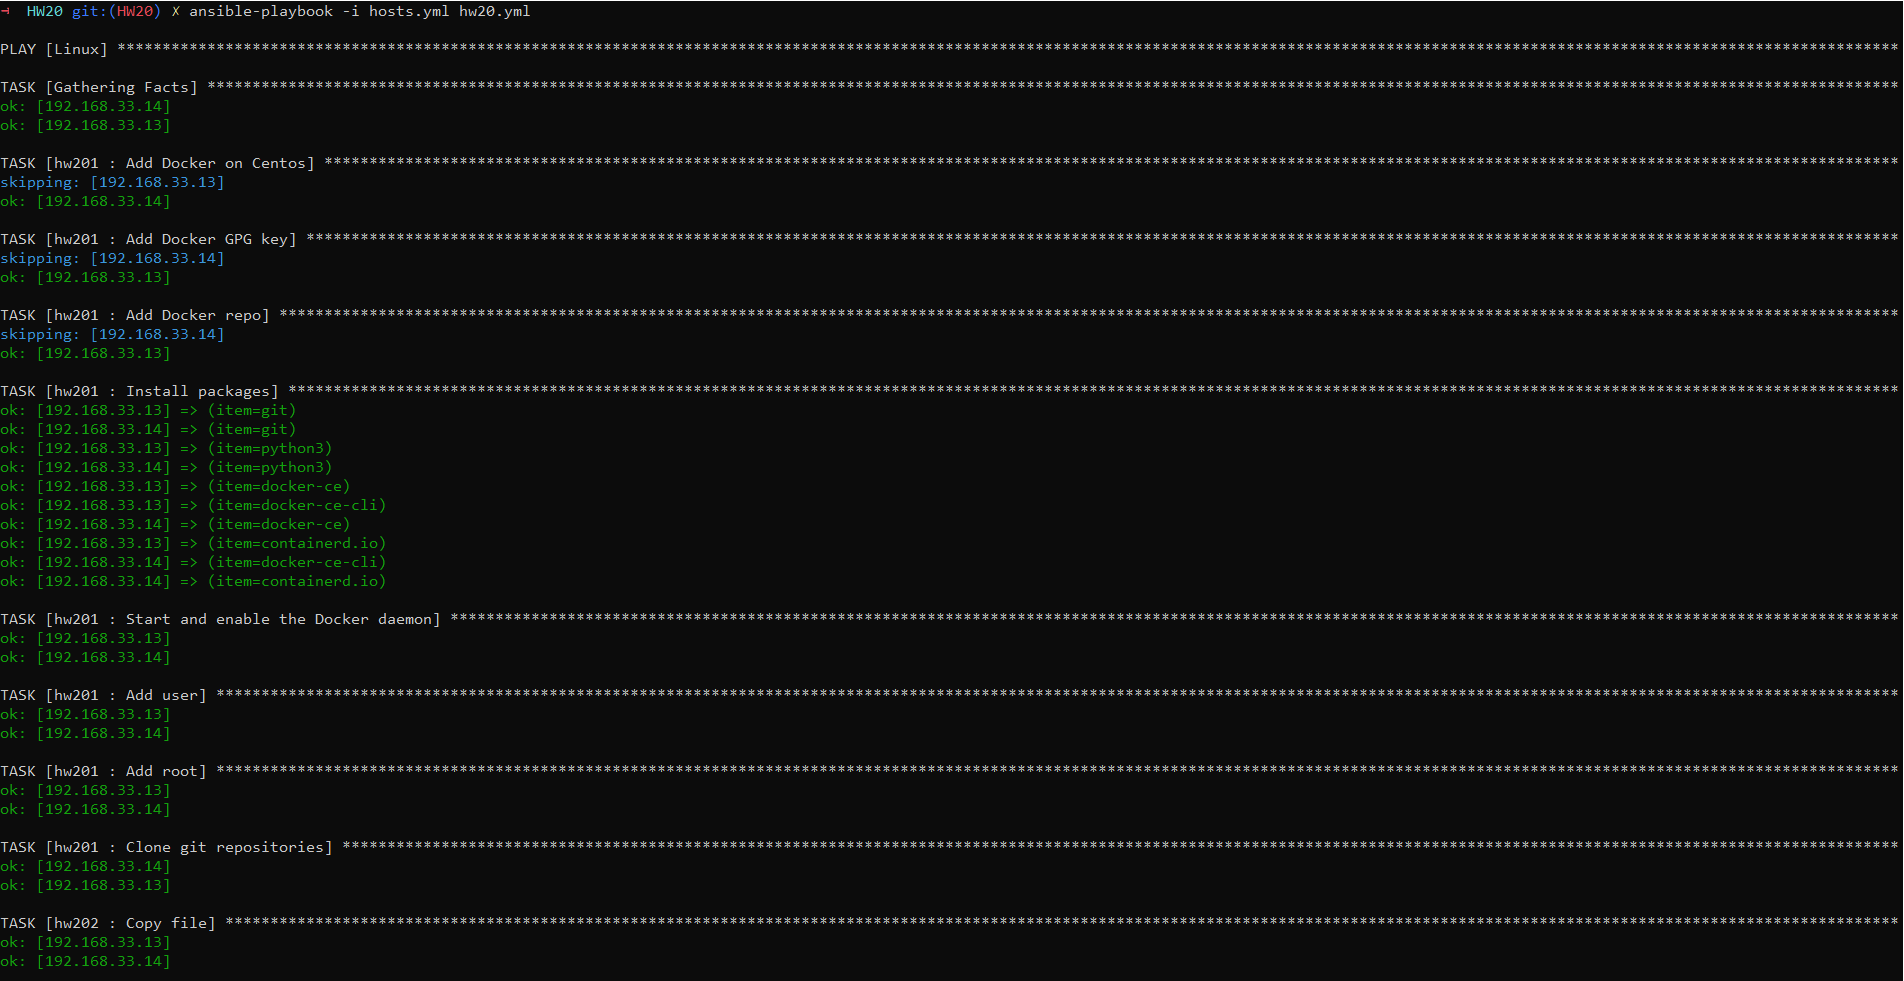 → HW20 git:(HW20) ✗ ansible-playbook -i hosts.yml hw20.yml
PLAY [Linux] ******************************************************************************************************************************************************************************************************
TASK [Gathering Facts] ********************************************************************************************************************************************************************************************
ok: [192.168.33.14]
ok: [192.168.33.13]
TASK [hw201 : Add Docker on Centos] *******************************************************************************************************************************************************************************
skipping: [192.168.33.13]
ok: [192.168.33.14]
TASK [hw201 : Add Docker GPG key] *********************************************************************************************************************************************************************************
skipping: [192.168.33.14]
ok: [192.168.33.13]
TASK [hw201 : Add Docker repo] ************************************************************************************************************************************************************************************
skipping: [192.168.33.14]
ok: [192.168.33.13]
TASK [hw201 : Install packages] ***********************************************************************************************************************************************************************************
ok: [192.168.33.13] => (item=git)
ok: [192.168.33.14] => (item=git)
ok: [192.168.33.13] => (item=python3)
ok: [192.168.33.14] => (item=python3)
ok: [192.168.33.13] => (item=docker-ce)
ok: [192.168.33.13] => (item=docker-ce-cli)
ok: [192.168.33.14] => (item=docker-ce)
ok: [192.168.33.13] => (item=containerd.io)
ok: [192.168.33.14] => (item=docker-ce-cli)
ok: [192.168.33.14] => (item=containerd.io)
TASK [hw201 : Start and enable the Docker daemon] *****************************************************************************************************************************************************************
ok: [192.168.33.13]
ok: [192.168.33.14]
TASK [hw201 : Add user] *******************************************************************************************************************************************************************************************
ok: [192.168.33.13]
ok: [192.168.33.14]
TASK [hw201 : Add root] *******************************************************************************************************************************************************************************************
ok: [192.168.33.13]
ok: [192.168.33.14]
TASK [hw201 : Clone git repositories] *****************************************************************************************************************************************************************************
ok: [192.168.33.14]
ok: [192.168.33.13]
TASK [hw202 : Copy file] ******************************************************************************************************************************************************************************************
ok: [192.168.33.13]
ok: [192.168.33.14]